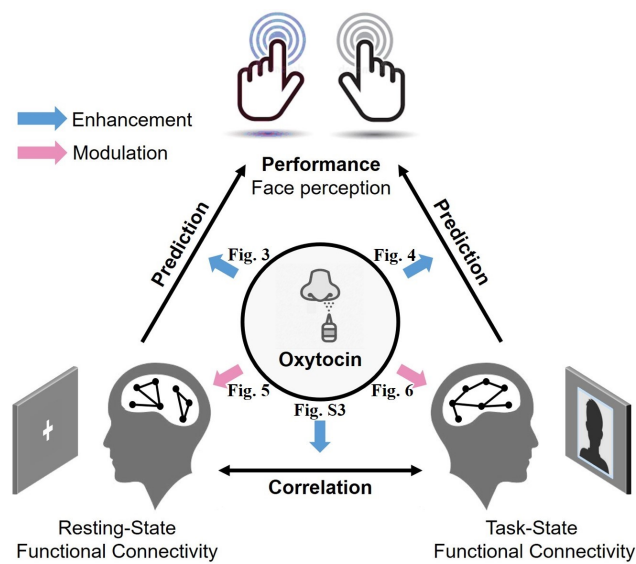 Enhancement
Modulation
Performance
Face perception
Prediction
Prediction
Fig. 3
Fig. 4
Oxytocin
Fig. 5
Fig. 6
Fig. S3
Correlation
Resting-State
Functional Connectivity
Task-State
Functional Connectivity